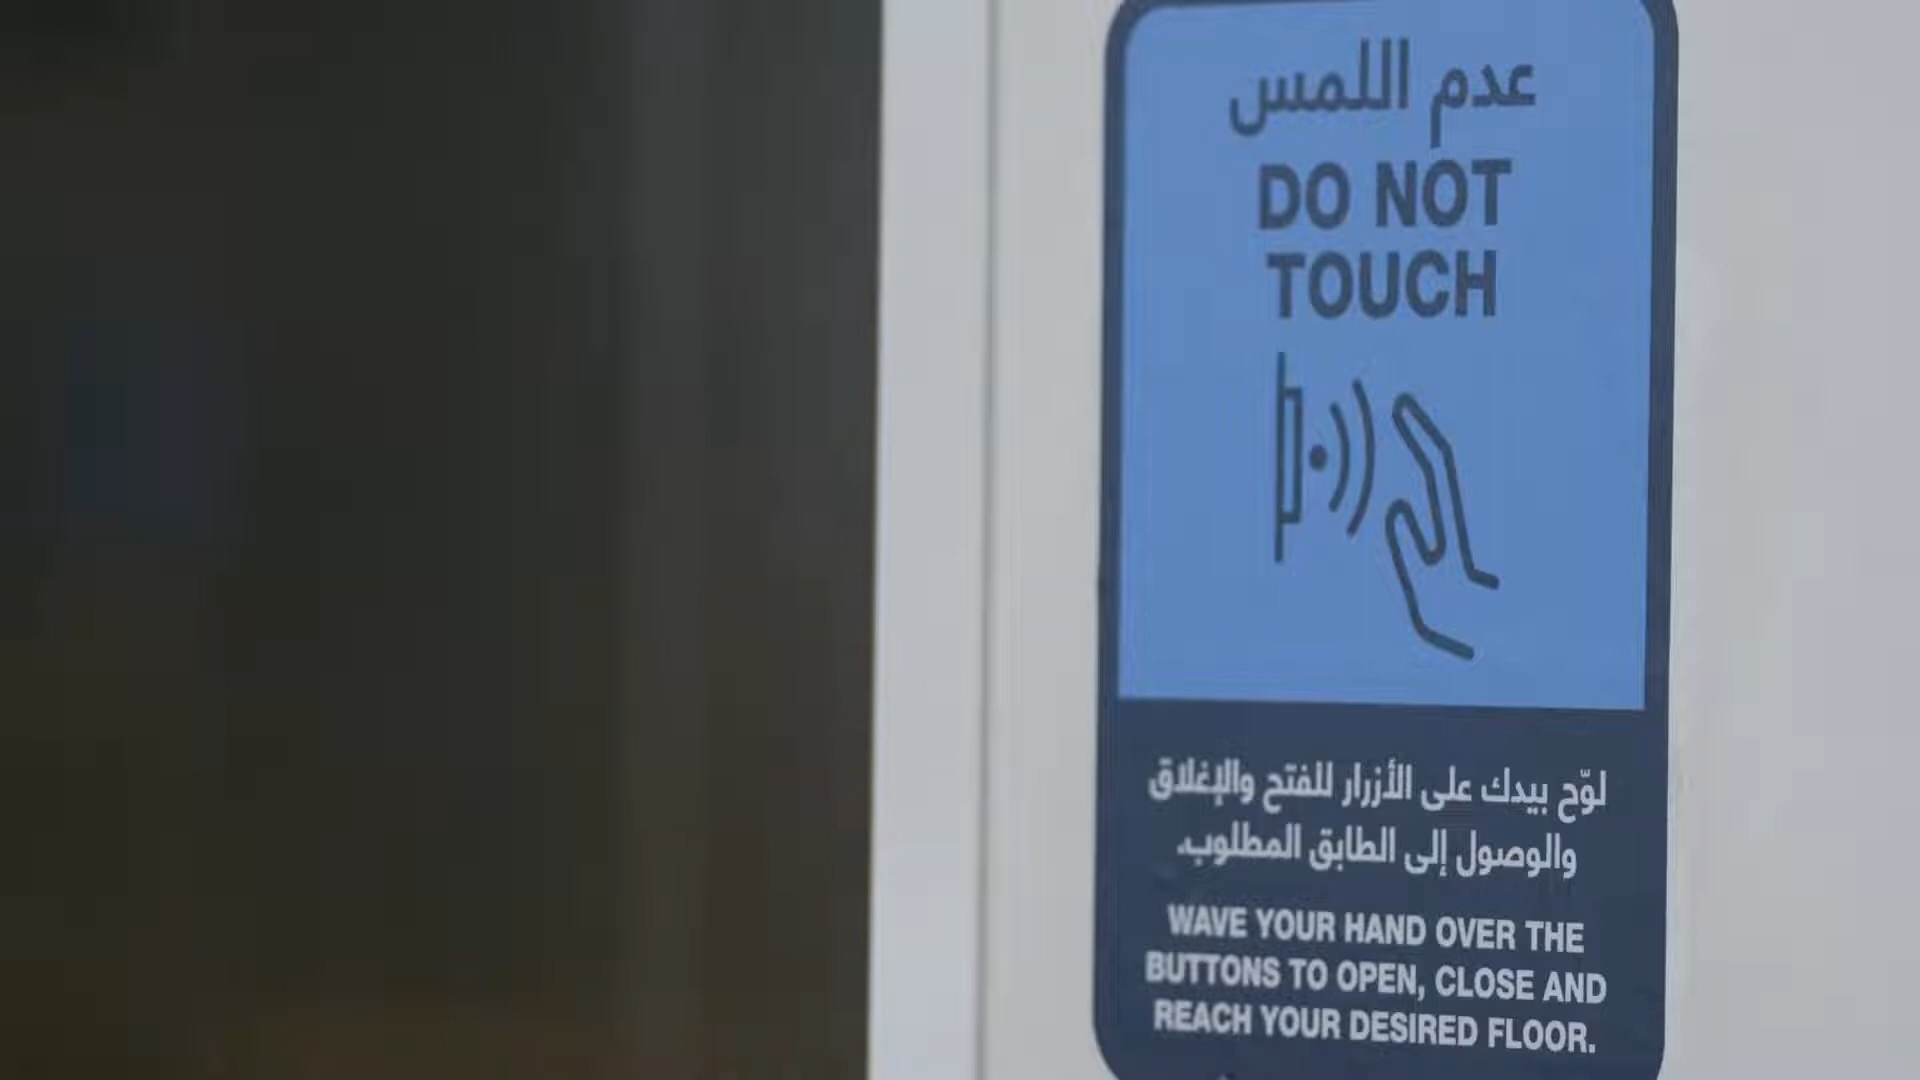 عدم اللمس
DO NOT
TOUCH
لوّح بيدك على الأزرار للفتح والإغلاق
والوصول إلى الطابق المطلوب.
WAVE YOUR HAND OVER THE
BUTTONS TO OPEN, CLOSE AND
REACH YOUR DESIRED FLOOR.